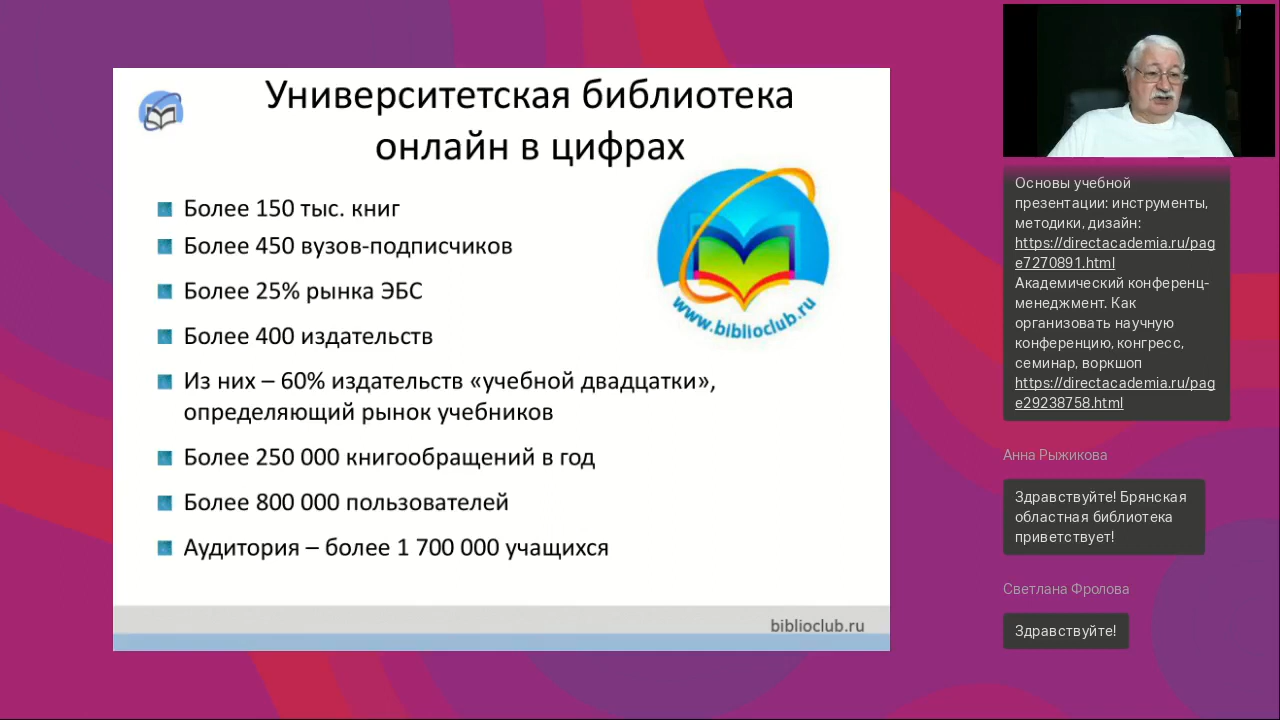 Университетская библиотека
онлайн в цифрах
Более 150 тыс. книг
Более 450 вузов-подписчиков
Более 25% рынка ЭБС
Более 400 издательств
Из них – 60% издательств «учебной двадцатки»,
определяющий рынок учебников
Более 250 000 книгообращений в год
Более 800 000 пользователей
Аудитория – более 1 700 000 учащихся
www.biblioclub.ru
biblioclub.ru
Основы учебной
презентации: инструменты,
методики, дизайн:
https://directacademia.ru/pag
e7270891.html
Академический конференц-
менеджмент. Как
организовать научную
конференцию, конгресс,
семинар, воркшоп
https://directacademia.ru/pag
e29238758.html
Анна Рыжикова
Здравствуйте! Брянская
областная библиотека
приветствует!
Светлана Фролова
Здравствуйте!